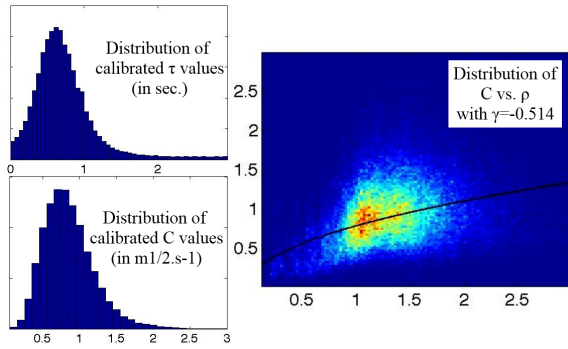 Distribution of
calibrated τ values
(in sec.)
0 1 2
Distribution of
calibrated C values
(in m1/2.s-1)
0.5 1 1.5 2 2.5 3
Distribution of
C vs. ρ
with γ=-0.514
2.5
2
1.5
1
0.5
0.5 1 1.5 2 2.5